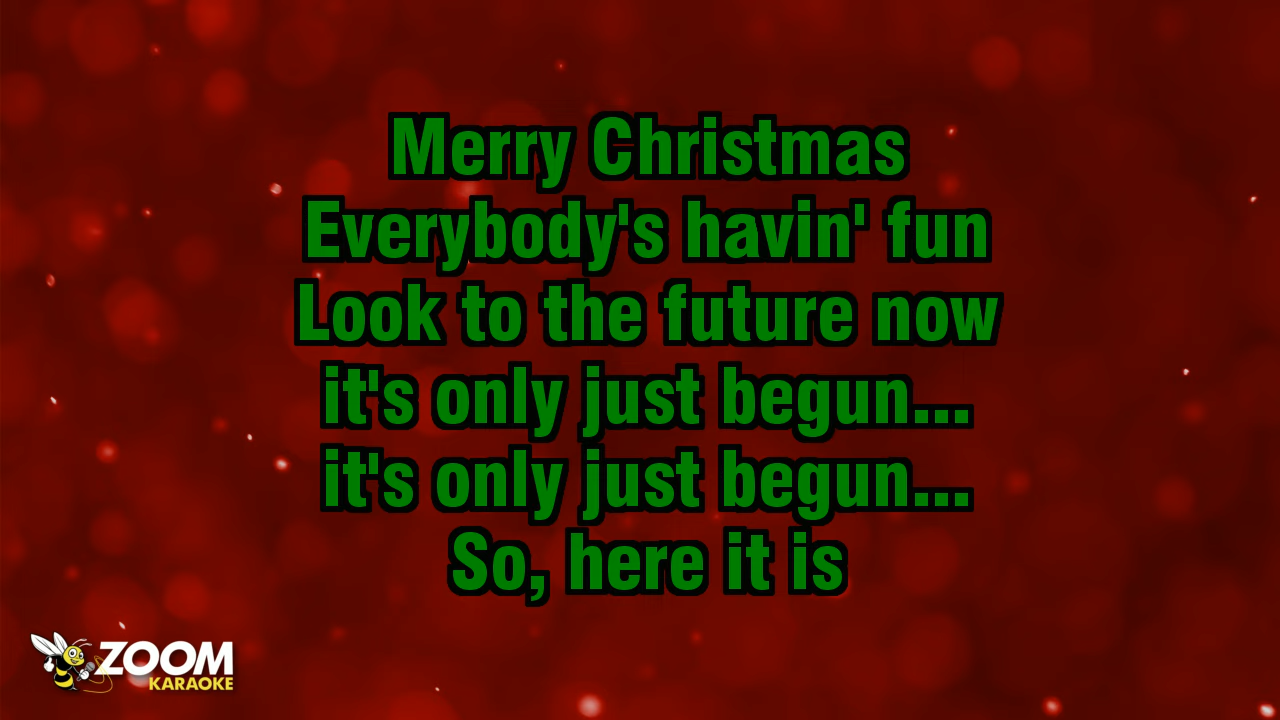 Merry Christmas
Everybody's havin' fun
Look to the future now
it's only just begun...
it's only just begun...
So, here it is
ZOOM
KARAOKE